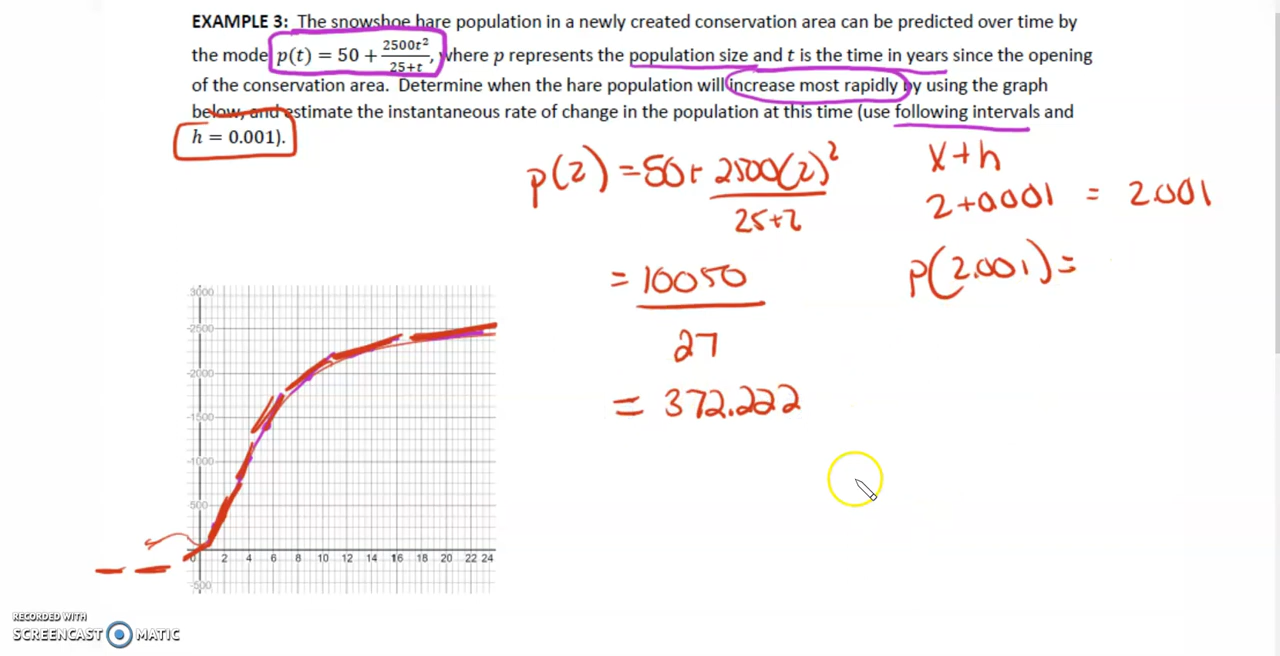 EXAMPLE 3: The snowshoe hare population in a newly created conservation area can be predicted over time by
the mode p(t) = 50 + 2500t²/25+t, where p represents the population size and t is the time in years since the opening
of the conservation area. Determine when the hare population will increase most rapidly by using the graph
below, and estimate the instantaneous rate of change in the population at this time (use following intervals and
h = 0.001).
p(2) = 50+ 2500(2)²
25+2
= 10050
27
= 372.222
x+h
2+0.001 = 2.001
p(2.001) =
3000
2500
2000
1500
1000
500
0 2 4 6 8 10 12 14 16 18 20 22 24
-500
RECORDED WITH
SCREENCAST MATIC